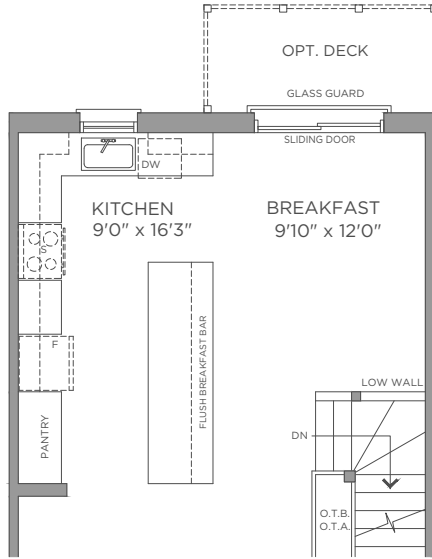 OPT. DECK
GLASS GUARD
SLIDING DOOR
DW
KITCHEN
9'0" x 16'3"
BREAKFAST
9'10" x 12'0"
S
F
FLUSH BREAKFAST BAR
LOW WALL
PANTRY
DN
O.T.B.
O.T.A.